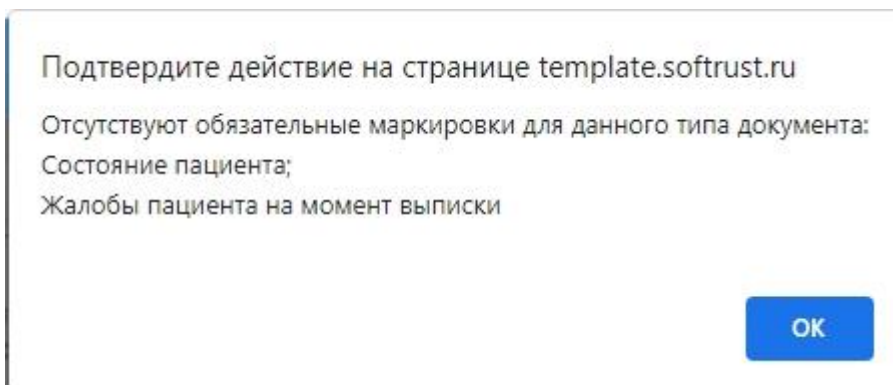 Подтвердите действие на странице template.softrust.ru
Отсутствуют обязательные маркировки для данного типа документа:
Состояние пациента;
Жалобы пациента на момент выписки
ОК